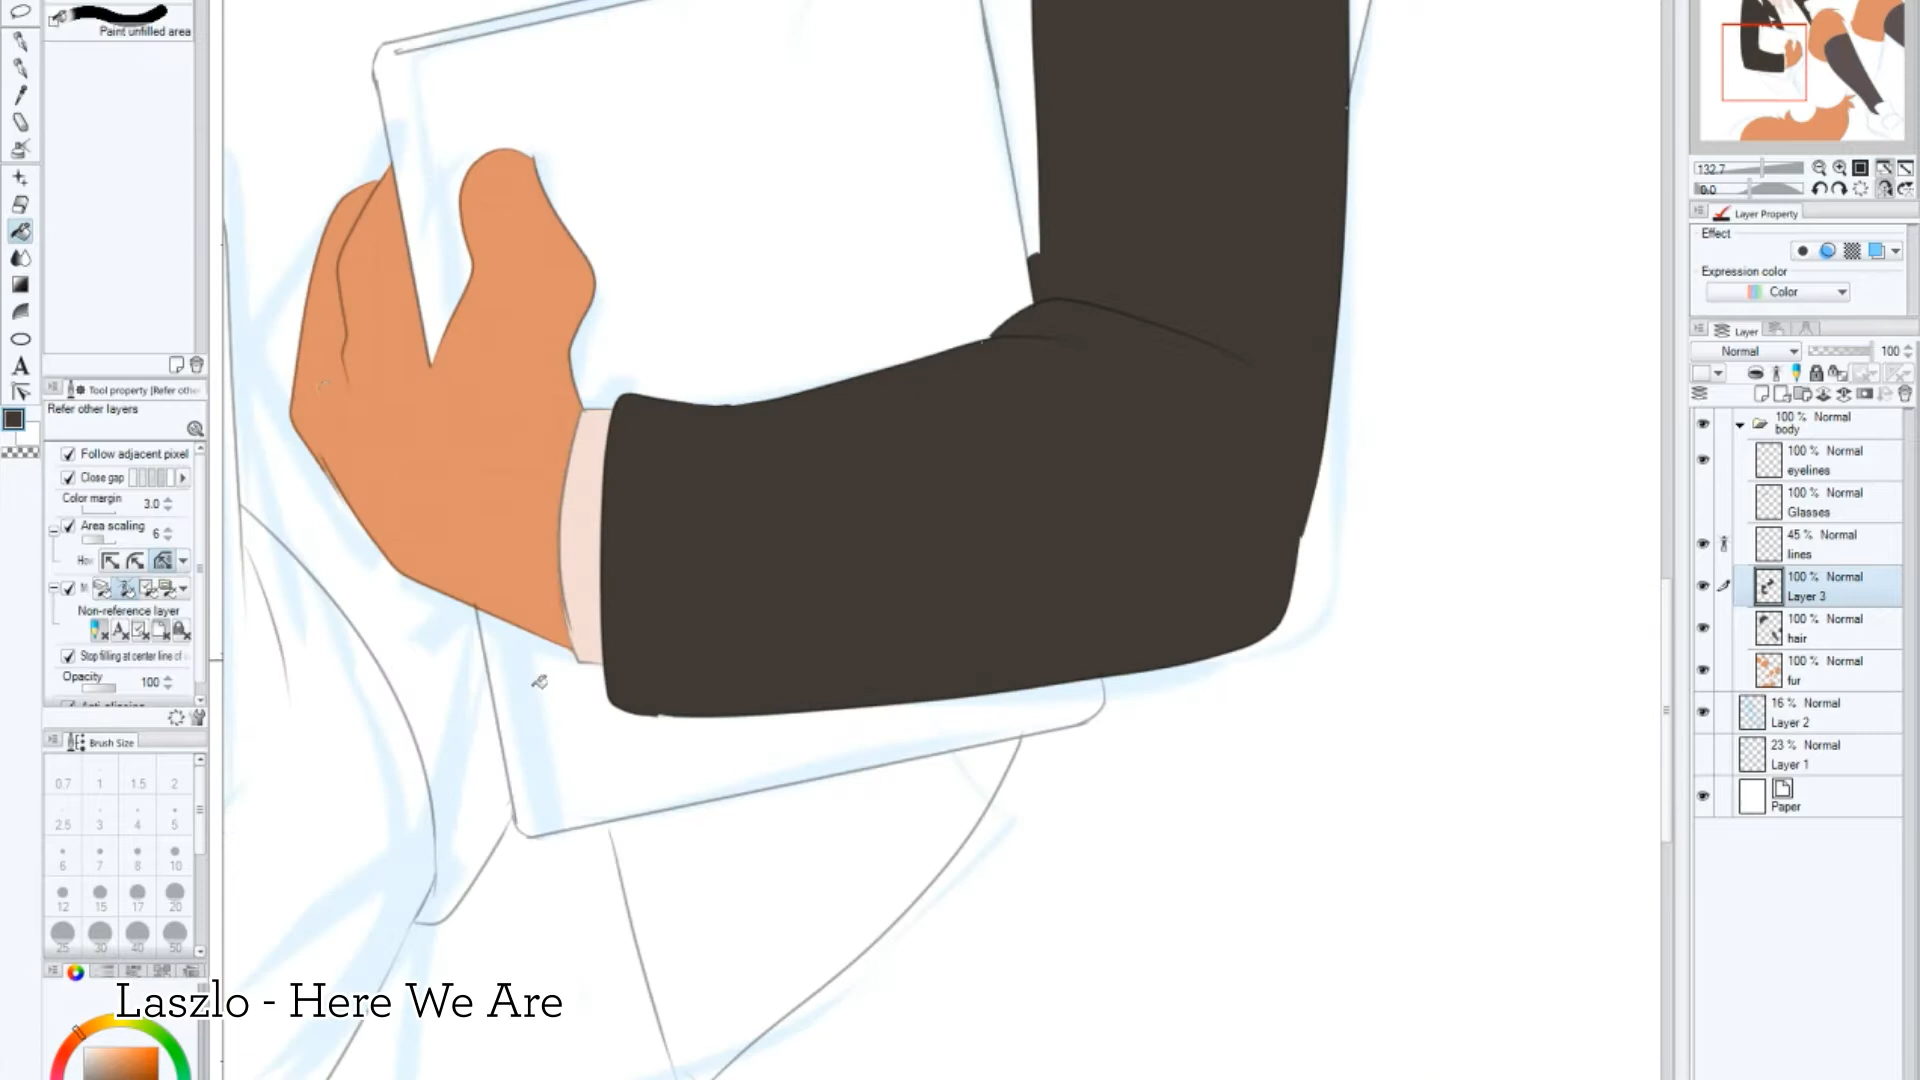 Paint unfilled area
Tool property [Refer othe
Refer other layers
Follow adjacent pixel
Close gap
Color margin 3.0
Area scaling 6
Non-reference layer
Stop filling at center line of
Opacity 100
Brush Size
0.7 1 1.5 2
2.5 3 4 5
6 7 8 10
12 15 17 20
25 30 40 50
Laszlo - Here We Are
132.7
0.0
Layer Property
Effect
Expression color
Color
Layer
Normal 100
100 % Normal
body
100 % Normal
eyelines
100 % Normal
Glasses
45 % Normal
lines
100 % Normal
Layer 3
100 % Normal
hair
100 % Normal
fur
16 % Normal
Layer 2
23 % Normal
Layer 1
Paper